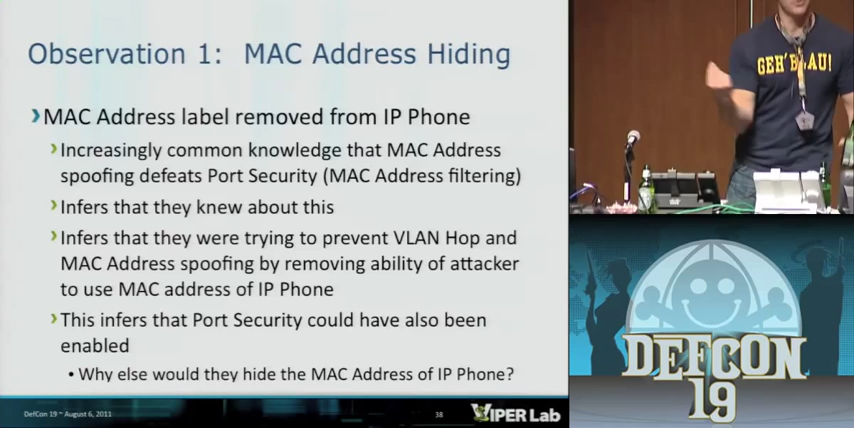 Observation 1: MAC Address Hiding
MAC Address label removed from IP Phone
Increasingly common knowledge that MAC Address
spoofing defeats Port Security (MAC Address filtering)
Infers that they knew about this
Infers that they were trying to prevent VLAN Hop and
MAC Address spoofing by removing ability of attacker
to use MAC address of IP Phone
This infers that Port Security could have also been
enabled
• Why else would they hide the MAC Address of IP Phone?
DefCon 19 ~ August 6, 2011
38
VIPER Lab
GEH'BLAU!
DEFCON
19